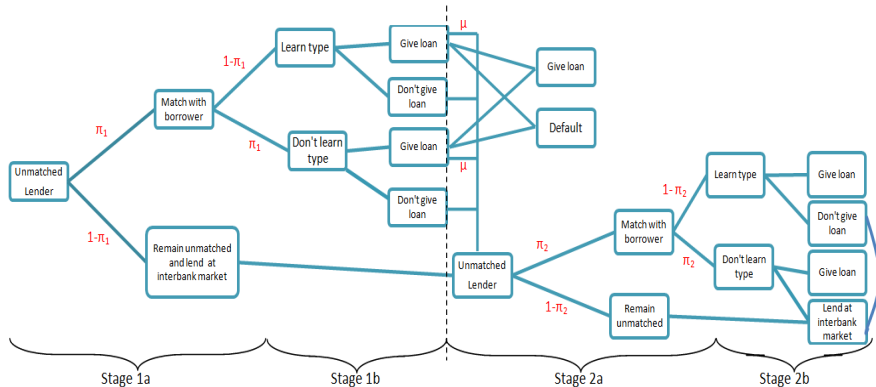 Unmatched
Lender
π1
1-π1
Match with
borrower
Remain unmatched
and lend at
interbank market
1-π1
π1
Learn type
Don't learn
type
Give loan
Don't give
loan
Give loan
Don't give
loan
μ
μ
Give loan
Default
Unmatched
Lender
π2
1-π2
Match with
borrower
Remain
unmatched
1-π2
π2
Learn type
Don't learn
type
Give loan
Don't give
loan
Give loan
Lend at
interbank
market
Stage 1a
Stage 1b
Stage 2a
Stage 2b